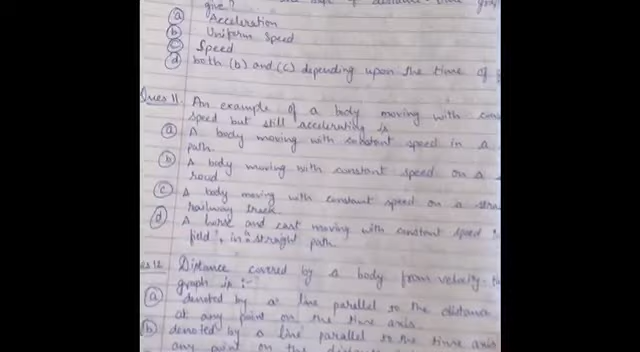 give?
(a) Acceleration
(b) Uniform Speed
(c) Speed
(d) both (b) and (c) depending upon the time of
Ques 11. An example of a body moving with
speed but still accelerating is
(a) A body moving with constant speed in a
path.
(b) A body moving with constant speed on a
road
(c) A body moving with constant speed on a
railway track.
(d) A horse and cart moving with constant speed
field, in a straight path
es 12 Distance covered by a body from velocity-
graph is :-
(a) denoted by a line parallel to the distance
at any point on the time axis.
(b) denoted by a line parallel to the time axis
any point on the